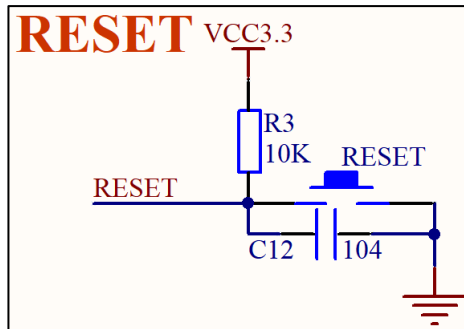 RESET
VCC3.3
R3
10K
RESET
RESET
C12
104